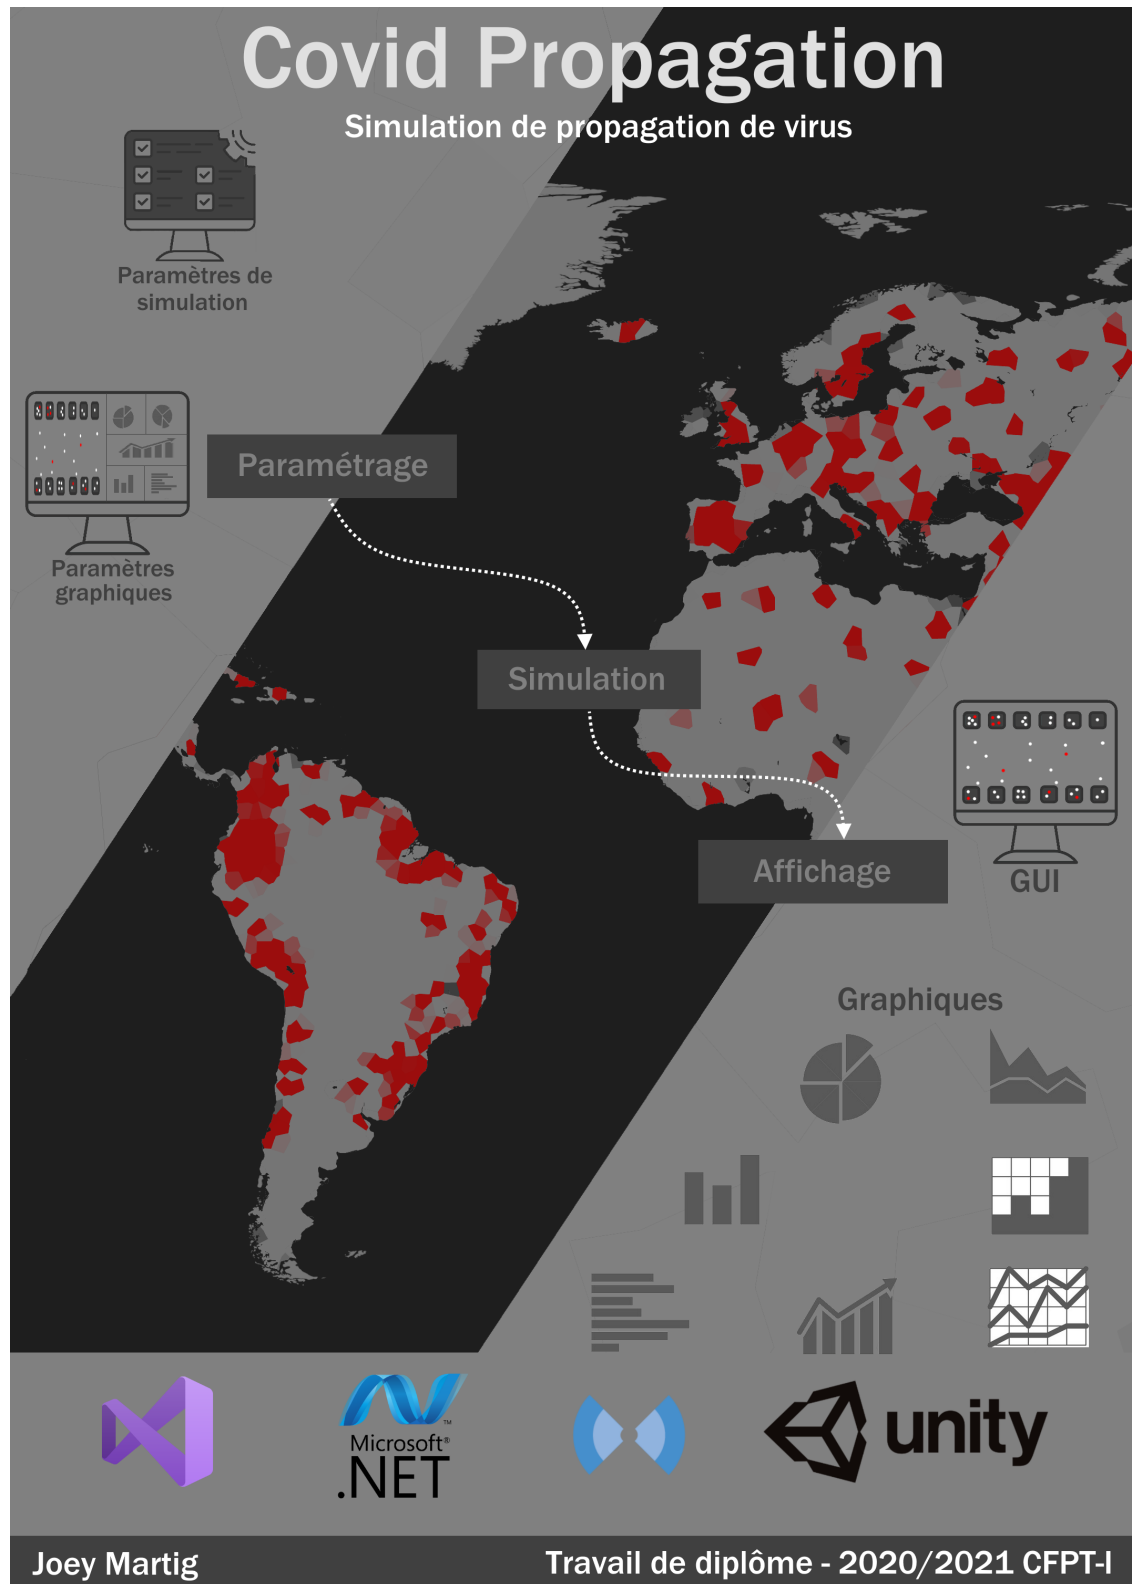 Covid Propagation
Simulation de propagation de virus
Paramètres de
simulation
Paramétrage
Paramètres
graphiques
Simulation
Affichage
GUI
Graphiques
Microsoft®
.NET
TM
unity
Joey Martig
Travail de diplôme - 2020/2021 CFPT-I